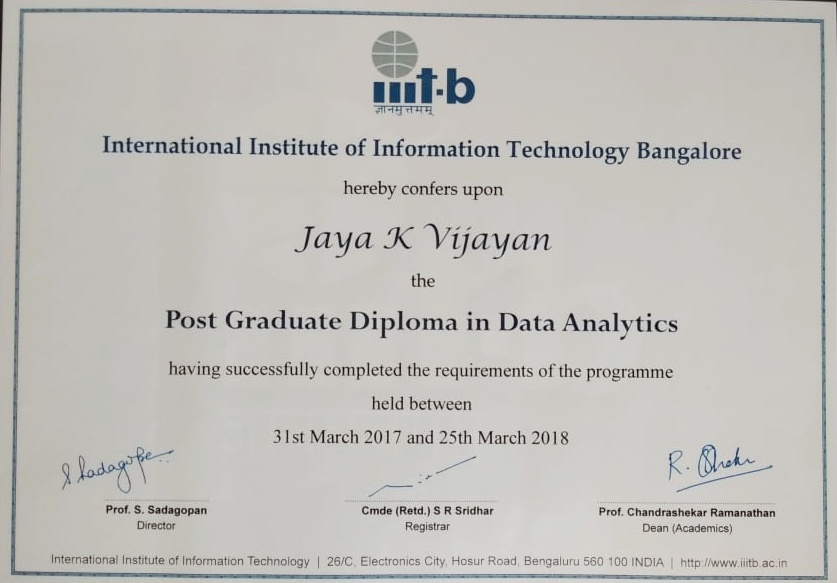 iiit-b
ज्ञानमुत्तमम्
International Institute of Information Technology Bangalore
hereby confers upon
Jaya K Vijayan
the
Post Graduate Diploma in Data Analytics
having successfully completed the requirements of the programme
held between
31st March 2017 and 25th March 2018
S Sadagopan
R. Shekar
Prof. S. Sadagopan
Cmde (Retd.) S R Sridhar
Prof. Chandrashekar Ramanathan
Director
Registrar
Dean (Academics)
International Institute of Information Technology | 26/C, Electronics City, Hosur Road, Bengaluru 560 100 INDIA | http://www.iiitb.ac.in